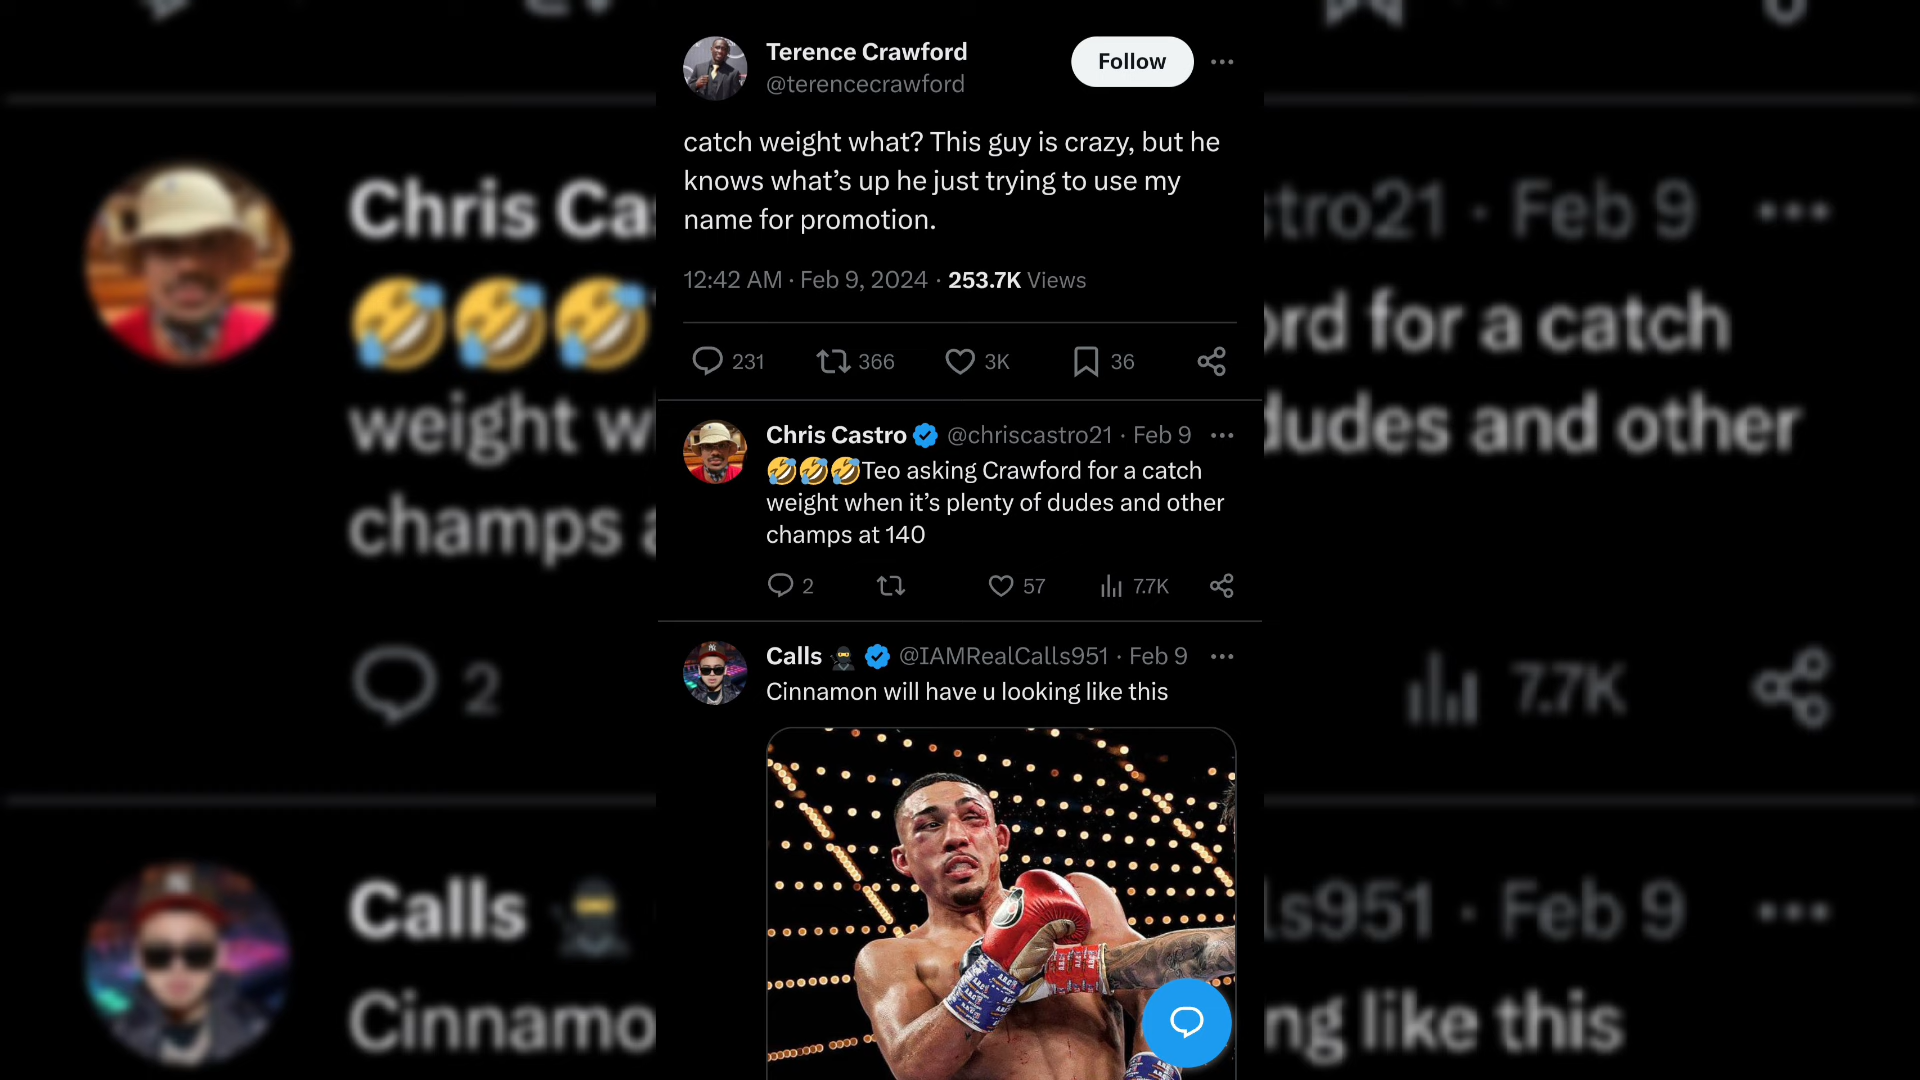 Terence Crawford
@terencecrawford
Follow
catch weight what? This guy is crazy, but he
knows what’s up he just trying to use my
name for promotion.
12:42 AM · Feb 9, 2024 · 253.7K Views
231 366 3K 36
Chris Castro @chriscastro21 · Feb 9
🤣🤣🤣Teo asking Crawford for a catch
weight when it’s plenty of dudes and other
champs at 140
2 57 7.7K
Calls 🥷 @IAMRealCalls951 · Feb 9
Cinnamon will have u looking like this
Chris Cas
stro21 · Feb 9
🤣🤣🤣
ord for a catch
weight w
dudes and other
champs a
2
7.7K
Calls 🥷
ls951 · Feb 9
Cinnamo
ng like this